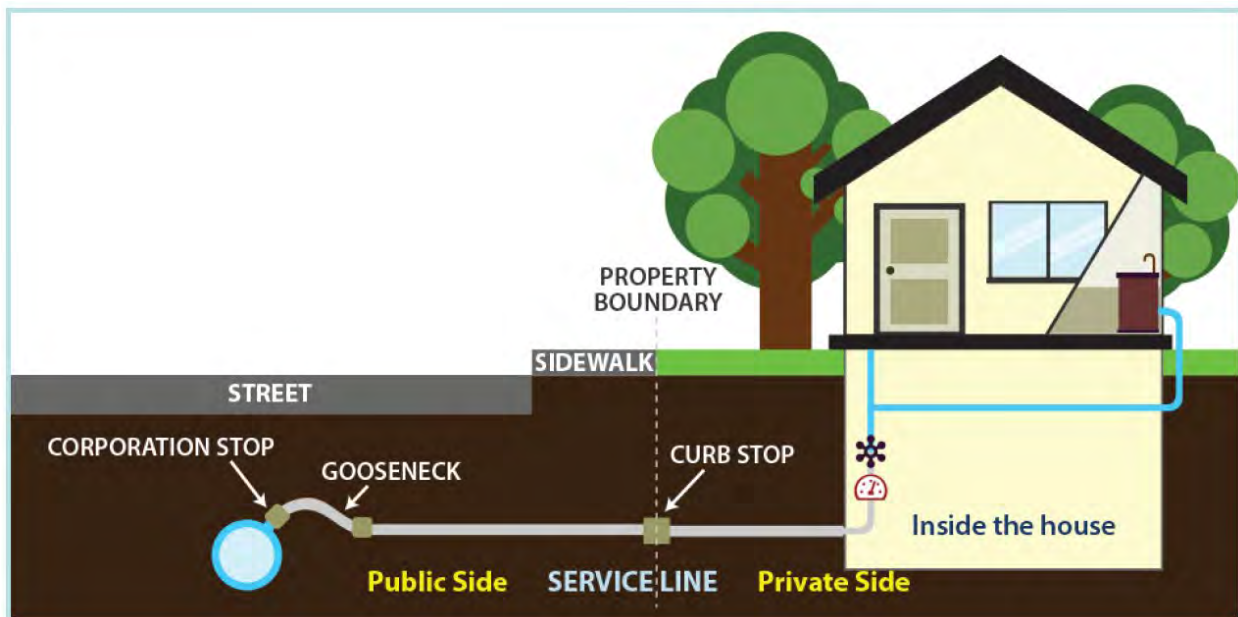 PROPERTY
BOUNDARY
SIDEWALK
STREET
CORPORATION STOP
GOOSENECK
CURB STOP
Inside the house
Public Side
SERVICE LINE
Private Side